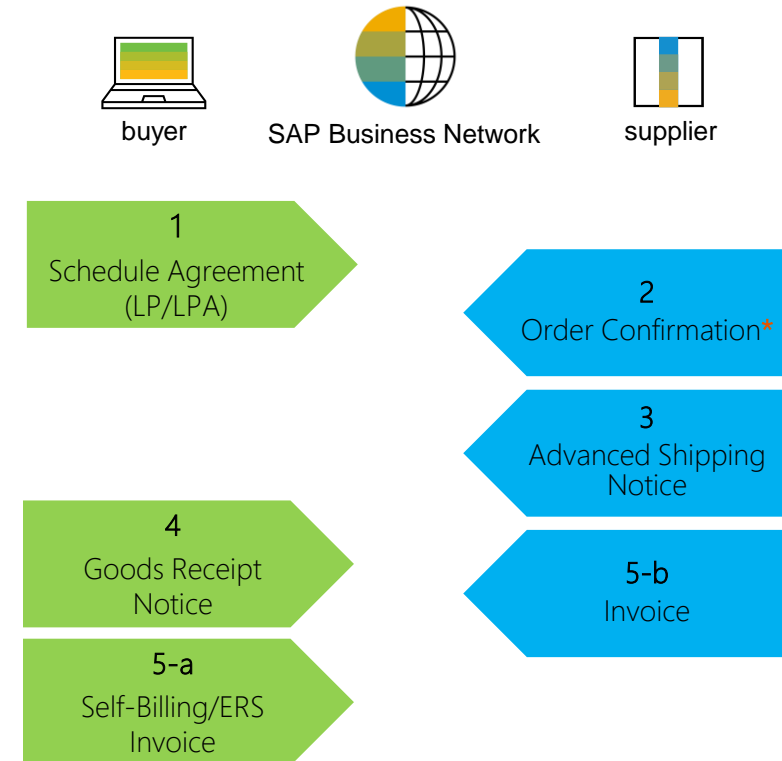 buyer
SAP Business Network
supplier
1
Schedule Agreement
(LP/LPA)
2
Order Confirmation*
3
Advanced Shipping
Notice
4
Goods Receipt
Notice
5-b
Invoice
5-a
Self-Billing/ERS
Invoice